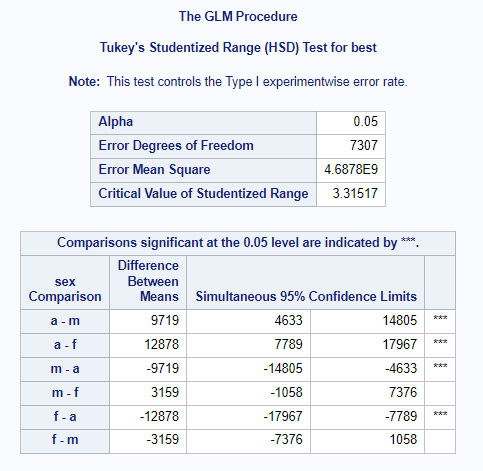 The GLM Procedure
Tukey's Studentized Range (HSD) Test for best
Note: This test controls the Type I experimentwise error rate.
Alpha 0.05
Error Degrees of Freedom 7307
Error Mean Square 4.6878E9
Critical Value of Studentized Range 3.31517
Comparisons significant at the 0.05 level are indicated by ***.
sex
Comparison
Difference
Between
Means
Simultaneous 95% Confidence Limits
a - m 9719 4633 14805 ***
a - f 12878 7789 17967 ***
m - a -9719 -14805 -4633 ***
m - f 3159 -1058 7376
f - a -12878 -17967 -7789 ***
f - m -3159 -7376 1058